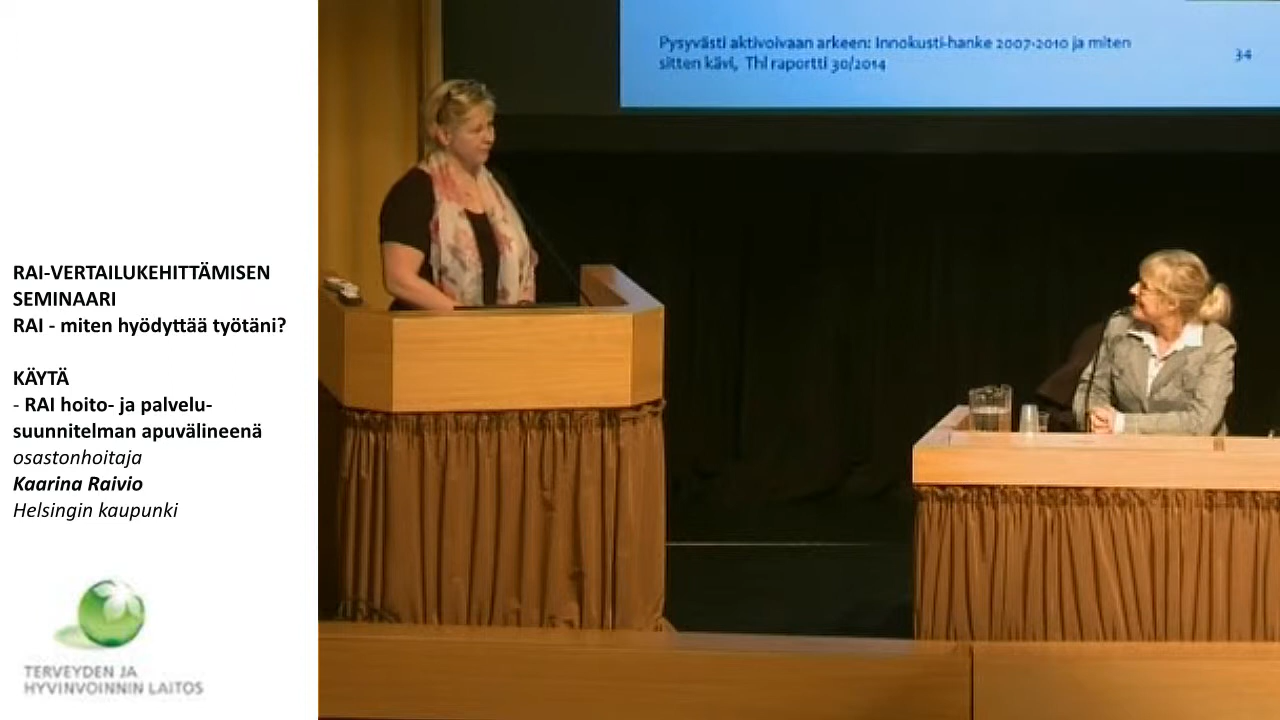 RAI-VERTAILUKEHITTÄMISEN
SEMINAARI
RAI - miten hyödyttää työtäni?
KÄYTÄ
- RAI hoito- ja palvelu-
suunnitelman apuvälineenä
osastonhoitaja
Kaarina Raivio
Helsingin kaupunki
TERVEYDEN JA
HYVINVOINNIN LAITOS
Pysyvästi aktivoivaan arkeen: Innokusti-hanke 2007-2010 ja miten
sitten kävi, Thl raportti 30/2014
34